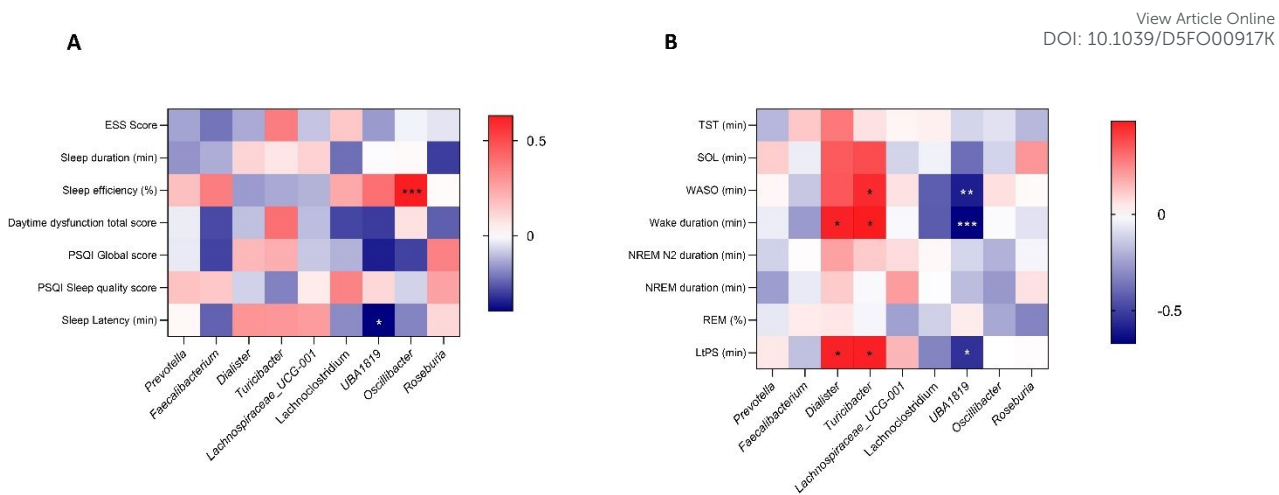 View Article Online
DOI: 10.1039/D5FO00917K
A
ESS Score
Sleep duration (min)
Sleep efficiency (%)
Daytime dysfunction total score
PSQI Global score
PSQI Sleep quality score
Sleep Latency (min)
***
*
0.5
0
Prevotella
Faecalibacterium
Dialister
Turicibacter
Lachnospiraceae_UCG-001
Lachnoclostridium
UBA1819
Oscillibacter
Roseburia
B
TST (min)
SOL (min)
WASO (min)
Wake duration (min)
NREM N2 duration (min)
NREM duration (min)
REM (%)
LtPS (min)
* **
* * ***
* * *
0
-0.5
Prevotella
Faecalibacterium
Dialister
Turicibacter
Lachnospiraceae_UCG-001
Lachnoclostridium
UBA1819
Oscillibacter
Roseburia